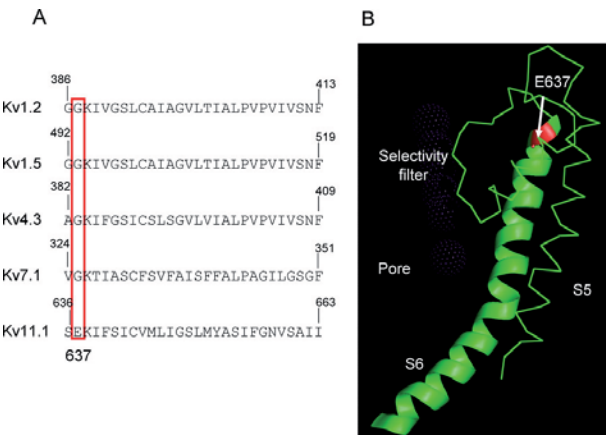 A
386 413
Kv1.2 GGKIVGSLCAIAGVLTIALPVPVIVSNF
492 519
Kv1.5 GGKIVGSLCAIAGVLTIALPVPVIVSNF
382 409
Kv4.3 AGKIFGSICSLSGVLVIALPVPVIVSNF
324 351
Kv7.1 VGKTIASCFSVFAISFFALPAGILGSGF
636 663
Kv11.1 SEKIFSICVMLIGSLMYASIFGNVSAII
637
B
E637
Selectivity
filter
Pore
S5
S6